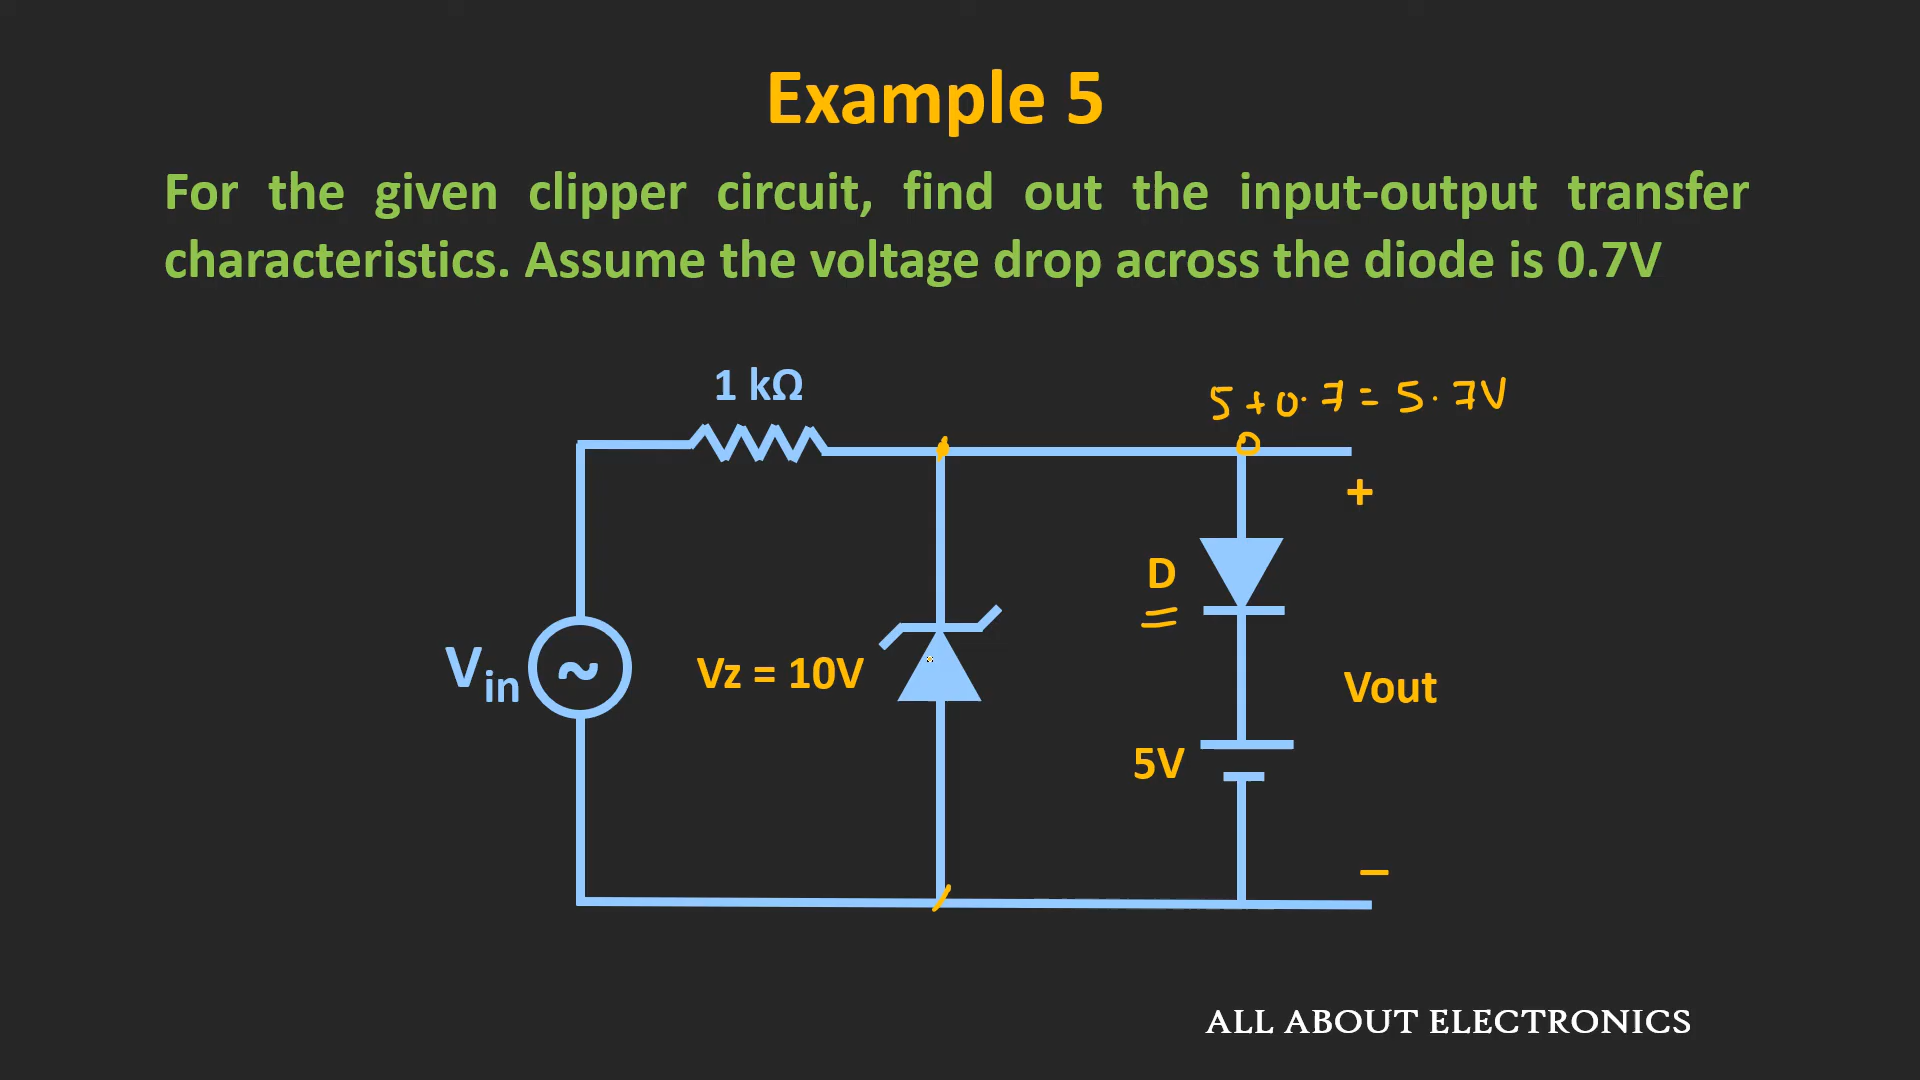 Example 5
For the given clipper circuit, find out the input-output transfer
characteristics. Assume the voltage drop across the diode is 0.7V
1 kΩ
5 + 0.7 = 5.7V
+
D
Vin
~
Vz = 10V
Vout
5V
−
ALL ABOUT ELECTRONICS